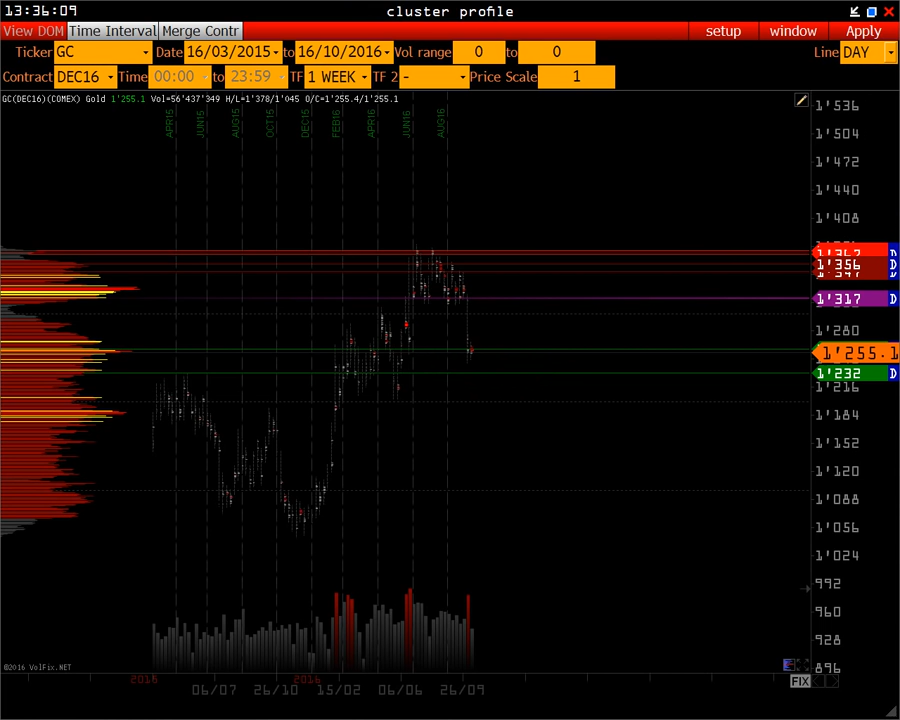 13:36:09 cluster profile
View DOM Time Interval Merge Contr setup window Apply
Ticker GC Date 16/03/2015 to 16/10/2016 Vol range 0 to 0 Line DAY
Contract DEC16 Time 00:00 to 23:59 TF 1 WEEK TF 2 - Price Scale 1
GC(DEC16)(COMEX) Gold 1'255.1 Vol=56'437'349 H/L=1'378/1'045 O/C=1'255.4/1'255.1
APR15 JUN15 AUG15 OCT15 DEC15 FEB16 APR16 JUN16 AUG16
1'536
1'504
1'472
1'440
1'408
1'367 D
1'356 D
D
1'317 D
1'280
1'255.1
1'232 D
1'216
1'184
1'152
1'120
1'088
1'056
1'024
992
960
928
896
©2016 VolFix.NET
2015 2016
FIX
06/07 26/10 15/02 06/06 26/09